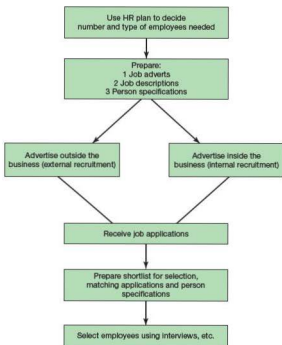 Use HR plan to decide
number and type of employees needed
Prepare:
1 Job adverts
2 Job descriptions
3 Person specifications
Advertise outside the
business (external recruitment)
Advertise inside the
business (internal recruitment)
Receive job applications
Prepare shortlist for selection,
matching applications and person
specifications
Select employees using interviews, etc.